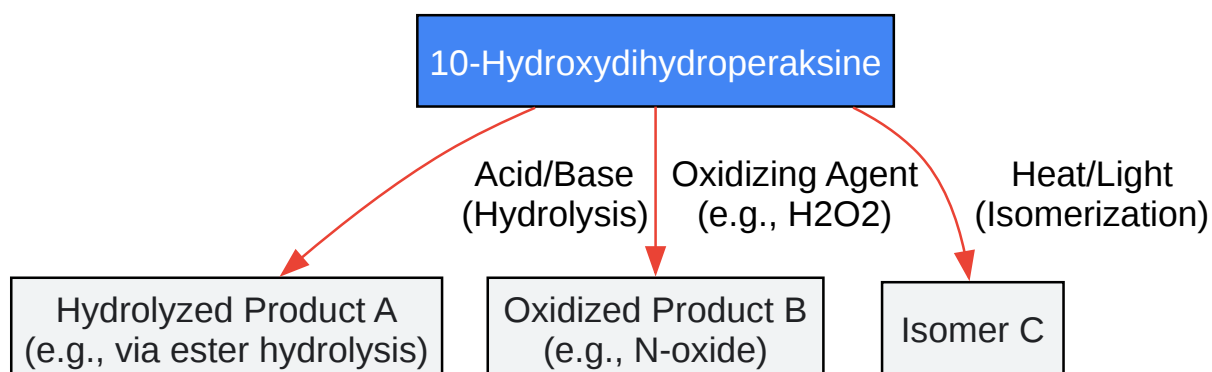 10-Hydroxydihydroperaksine
Acid/Base
(Hydrolysis)
Oxidizing Agent
(e.g., H2O2)
Heat/Light
(Isomerization)
Hydrolyzed Product A
(e.g., via ester hydrolysis)
Oxidized Product B
(e.g., N-oxide)
Isomer C